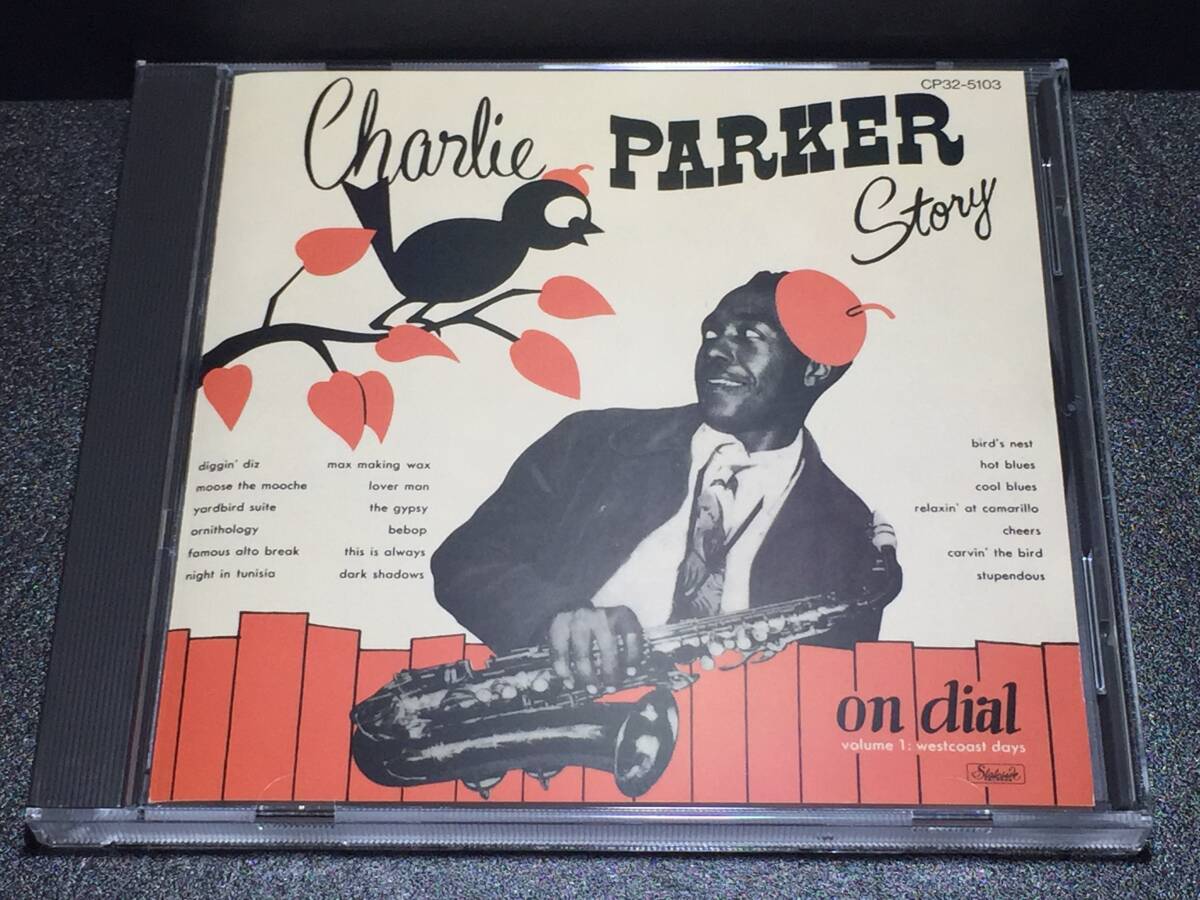 CP32-5103
Charlie PARKER
Story
diggin' diz
moose the mooche
yardbird suite
ornithology
famous alto break
night in tunisia
max making wax
lover man
the gypsy
bebop
this is always
dark shadows
bird's nest
hot blues
cool blues
relaxin' at camarillo
cheers
carvin' the bird
stupendous
on dial
volume 1: westcoast days
Stateside